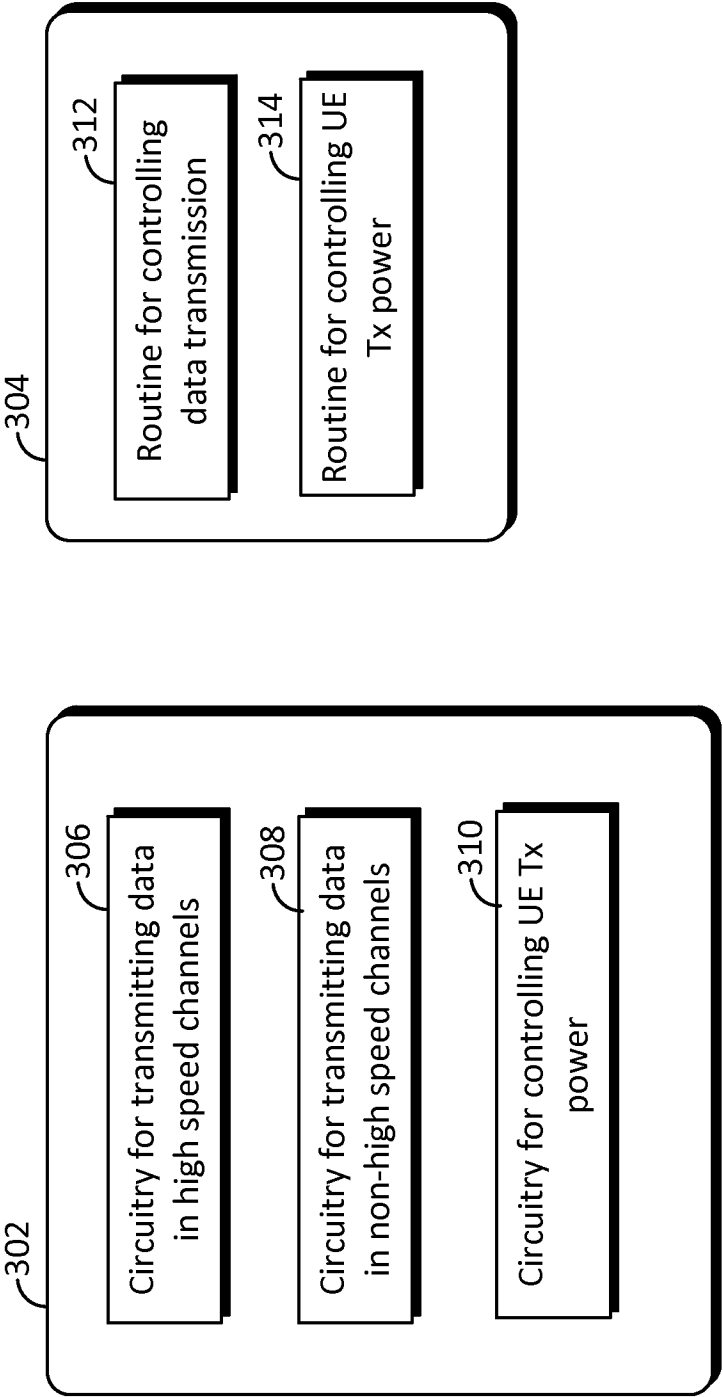 302
306
Circuitry for transmitting data
in high speed channels
308
Circuitry for transmitting data
in non-high speed channels
310
Circuitry for controlling UE Tx
power
304
312
Routine for controlling
data transmission
314
Routine for controlling UE
Tx power